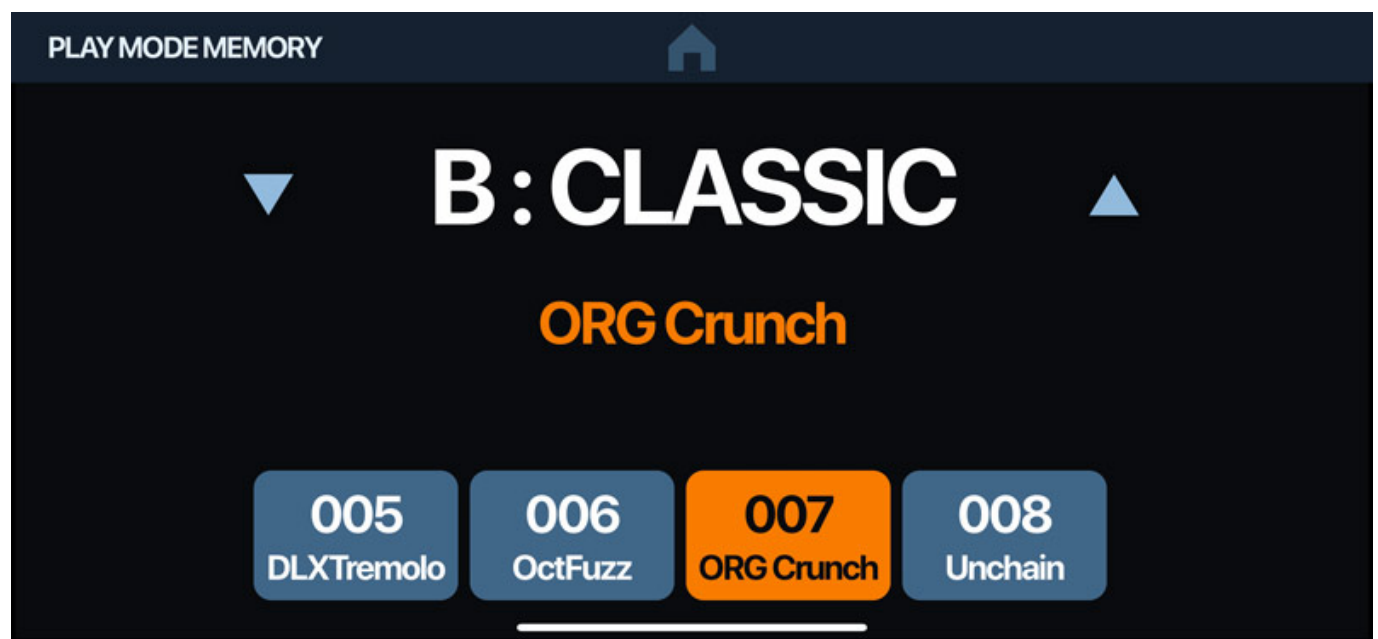 PLAY MODE MEMORY
B : CLASSIC
ORG Crunch
005 006 007 008
DLXTremolo OctFuzz ORG Crunch Unchain